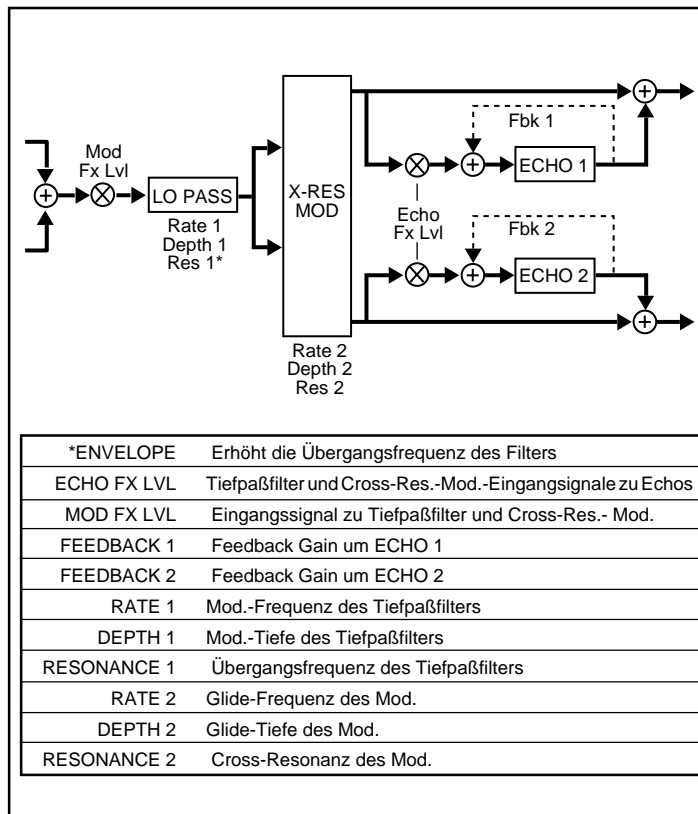 Fbk 1
Mod
Fx Lvl
LO PASS
Rate 1
Depth 1
Res 1*
X-RES
MOD
ECHO 1
Echo
Fx Lvl
Fbk 2
ECHO 2
Rate 2
Depth 2
Res 2
*ENVELOPE Erhöht die Übergangsfrequenz des Filters
ECHO FX LVL Tiefpaßfilter und Cross-Res.-Mod.-Eingangsignale zu Echos
MOD FX LVL Eingangssignal zu Tiefpaßfilter und Cross-Res.- Mod.
FEEDBACK 1 Feedback Gain um ECHO 1
FEEDBACK 2 Feedback Gain um ECHO 2
RATE 1 Mod.-Frequenz des Tiefpaßfilters
DEPTH 1 Mod.-Tiefe des Tiefpaßfilters
RESONANCE 1 Übergangsfrequenz des Tiefpaßfilters
RATE 2 Glide-Frequenz des Mod.
DEPTH 2 Glide-Tiefe des Mod.
RESONANCE 2 Cross-Resonanz des Mod.